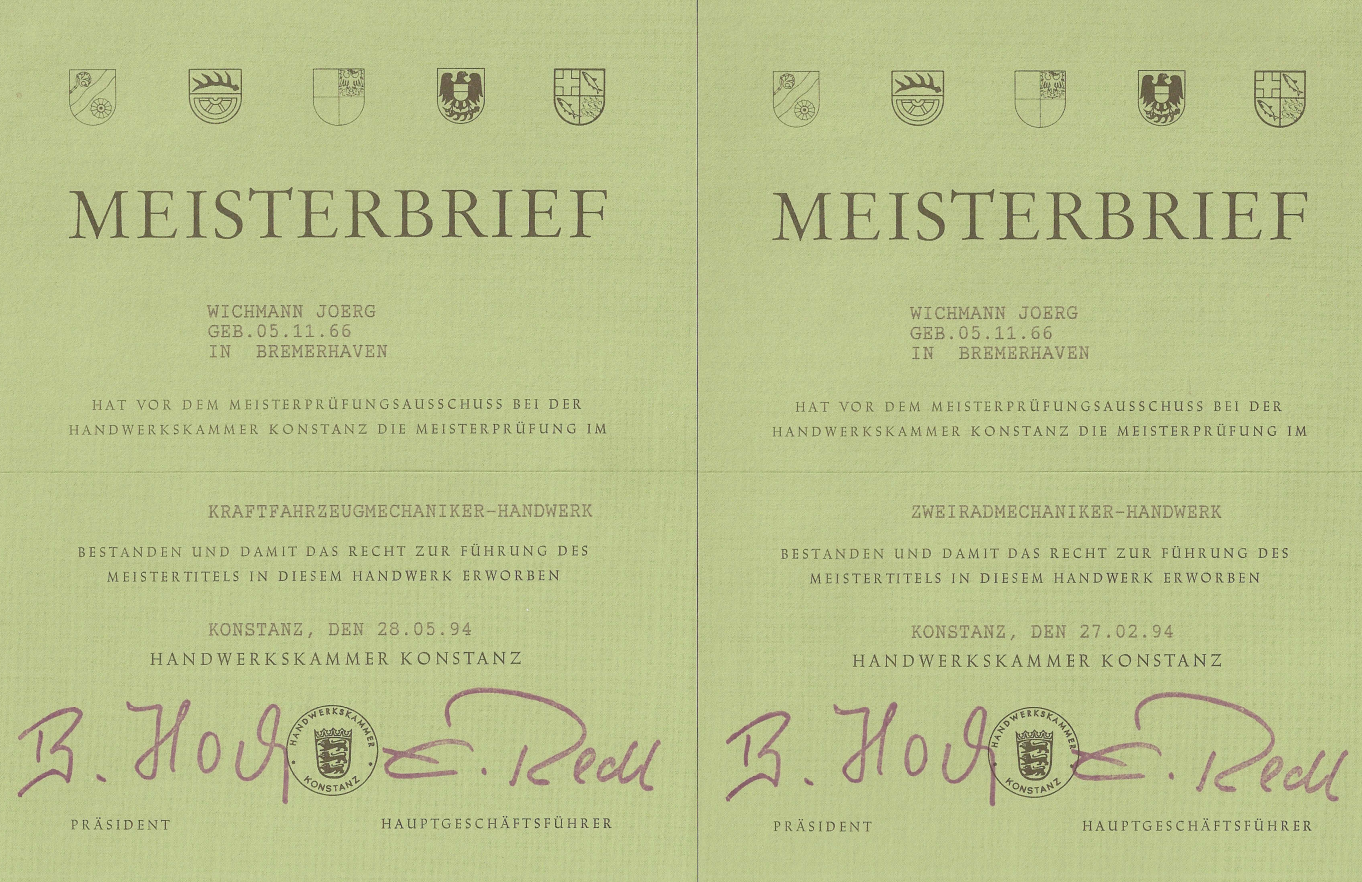 MEISTERBRIEF
WICHMANN JOERG
GEB.05.11.66
IN BREMERHAVEN
HAT VOR DEM MEISTERPRÜFUNGSAUSSCHUSS BEI DER
HANDWERKSKAMMER KONSTANZ DIE MEISTERPRÜFUNG IM
KRAFTFAHRZEUGMECHANIKER-HANDWERK
BESTANDEN UND DAMIT DAS RECHT ZUR FÜHRUNG DES
MEISTERTITELS IN DIESEM HANDWERK ERWORBEN
KONSTANZ, DEN 28.05.94
HANDWERKSKAMMER KONSTANZ
B. Hoch
HANDWERKSKAMMER
KONSTANZ
E. Redl
PRÄSIDENT
HAUPTGESCHÄFTSFÜHRER
MEISTERBRIEF
WICHMANN JOERG
GEB.05.11.66
IN BREMERHAVEN
HAT VOR DEM MEISTERPRÜFUNGSAUSSCHUSS BEI DER
HANDWERKSKAMMER KONSTANZ DIE MEISTERPRÜFUNG IM
ZWEIRADMECHANIKER-HANDWERK
BESTANDEN UND DAMIT DAS RECHT ZUR FÜHRUNG DES
MEISTERTITELS IN DIESEM HANDWERK ERWORBEN
KONSTANZ, DEN 27.02.94
HANDWERKSKAMMER KONSTANZ
B. Hoch
HANDWERKSKAMMER
KONSTANZ
E. Redl
PRÄSIDENT
HAUPTGESCHÄFTSFÜHRER